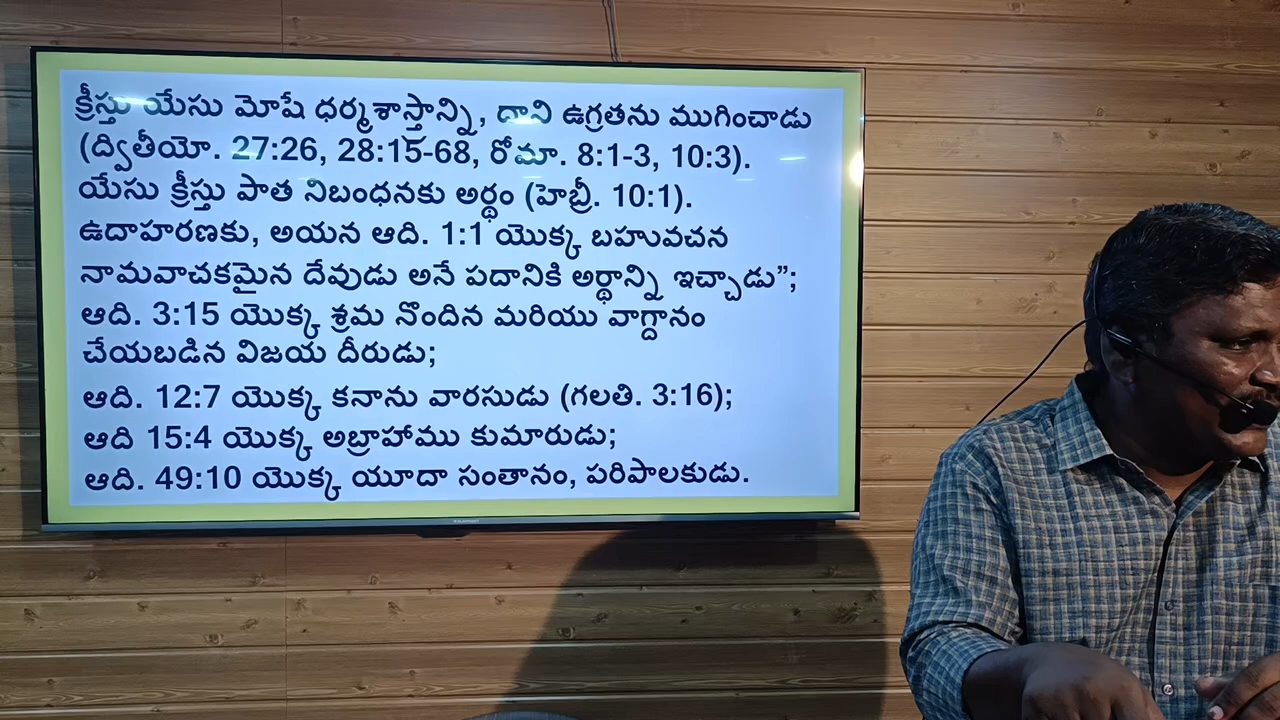 క్రీస్తు యేసు మోషే ధర్మశాస్త్రాన్ని, దాని ఉగ్రతను ముగించాడు
(ద్వితీయో. 27:26, 28:15-68, రోమా. 8:1-3, 10:3).
యేసు క్రీస్తు పాత నిబంధనకు అర్థం (హెబ్రీ. 10:1).
ఉదాహరణకు, అయన ఆది. 1:1 యొక్క బహువచన
నామవాచకమైన దేవుడు అనే పదానికి అర్థాన్ని ఇచ్చాడు”;
ఆది. 3:15 యొక్క శ్రమ నొందిన మరియు వాగ్దానం
చేయబడిన విజయ దీరుడు;
ఆది. 12:7 యొక్క కనాను వారసుడు (గలతి. 3:16);
ఆది 15:4 యొక్క అబ్రాహాము కుమారుడు;
ఆది. 49:10 యొక్క యూదా సంతానం, పరిపాలకుడు.